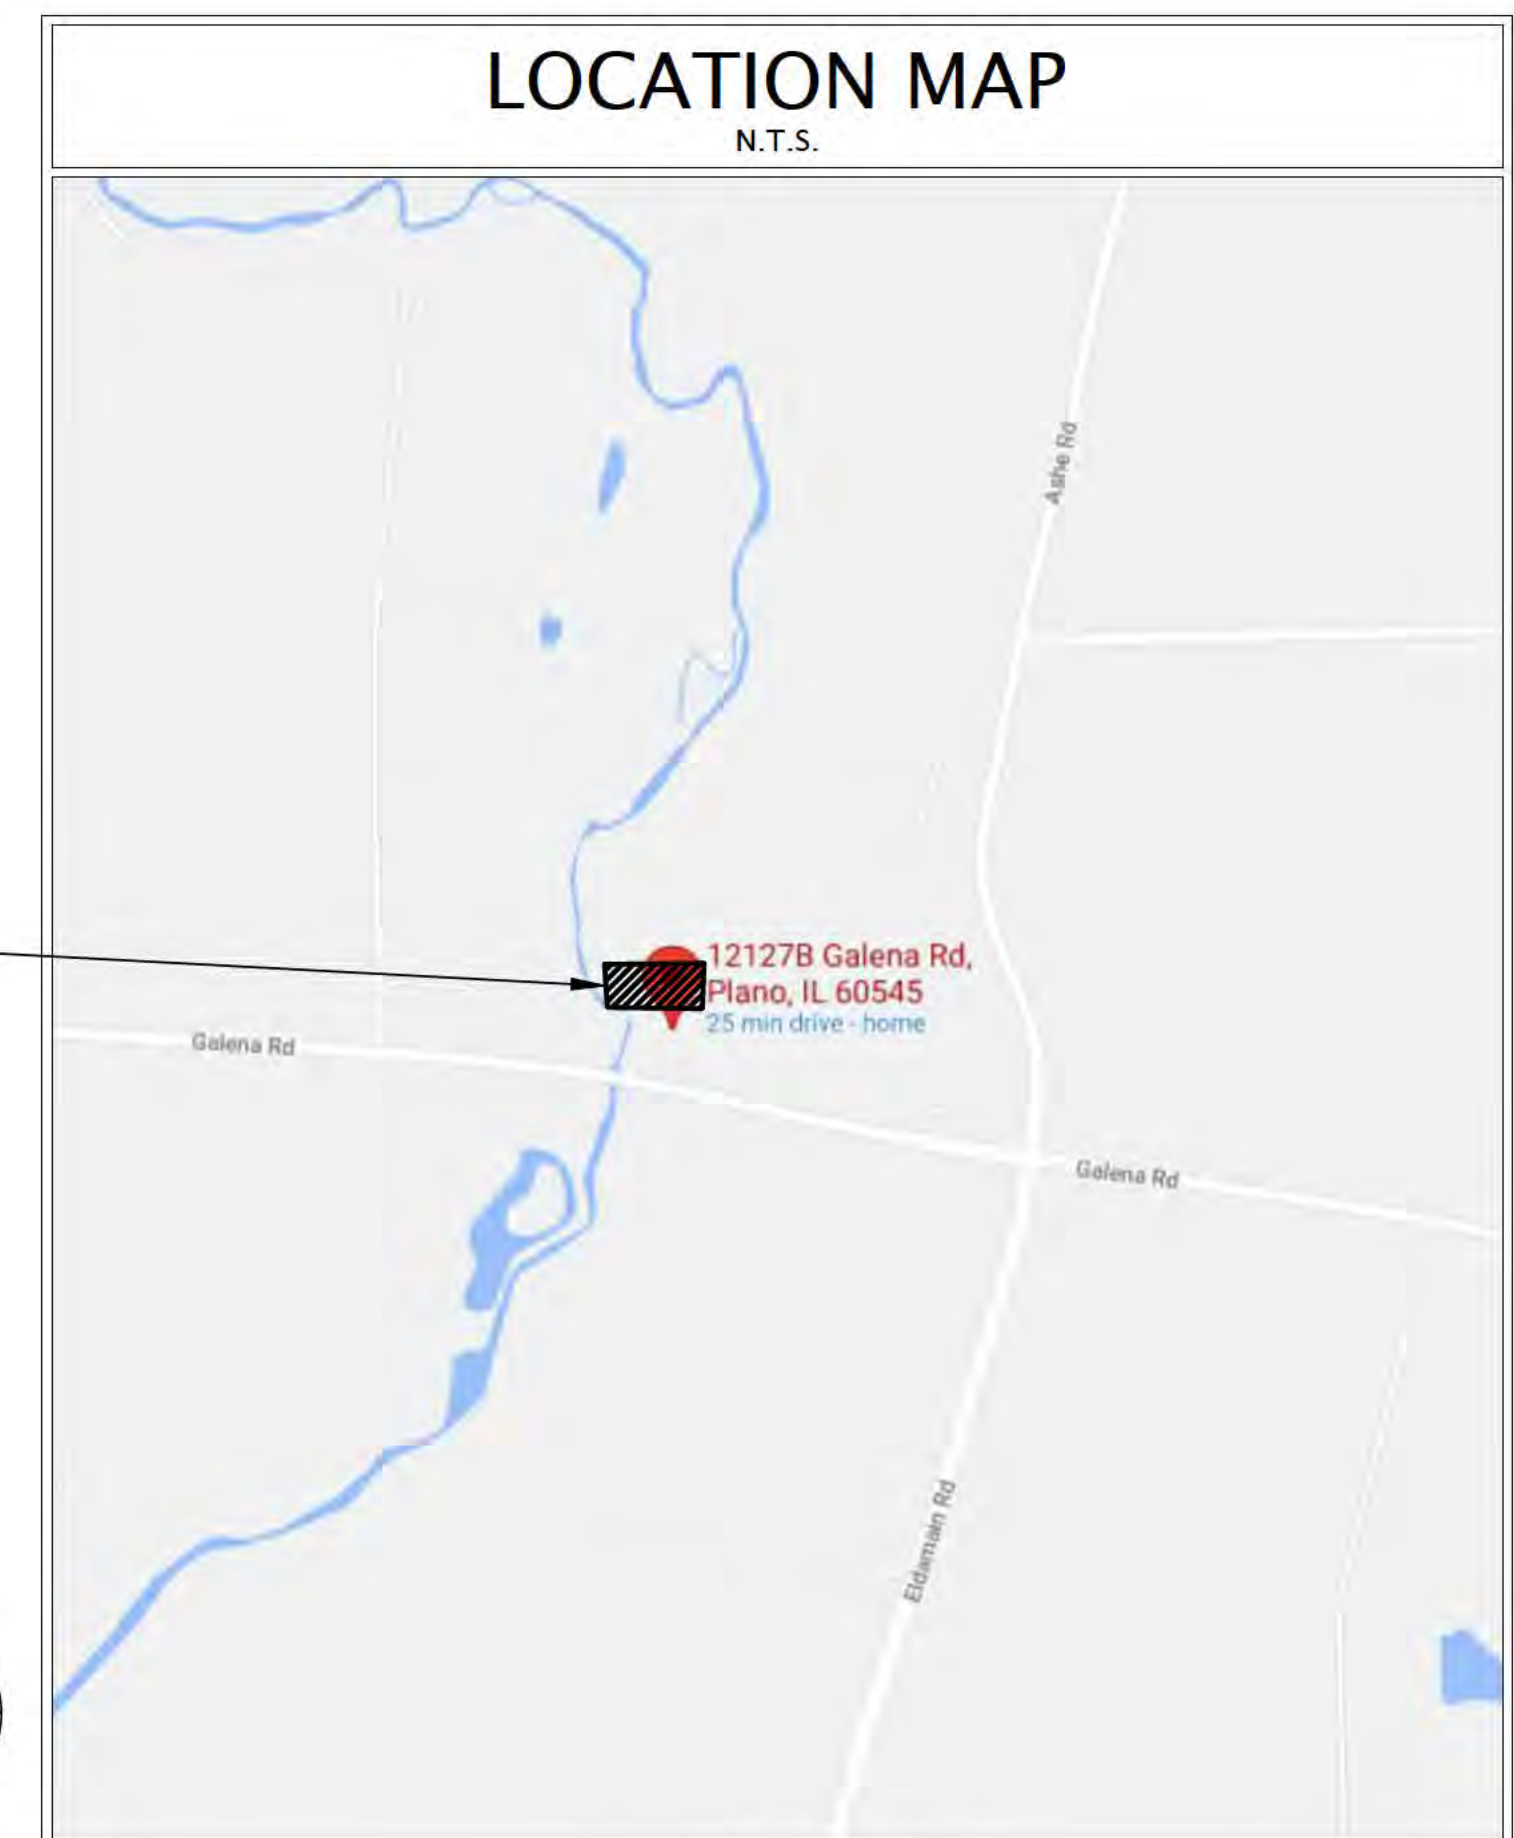 LOCATION MAP
N.T.S.
Ashe Rd
12127B Galena Rd,
Plano, IL 60545
25 min drive - home
Galena Rd
Galena Rd
Eldamain Rd